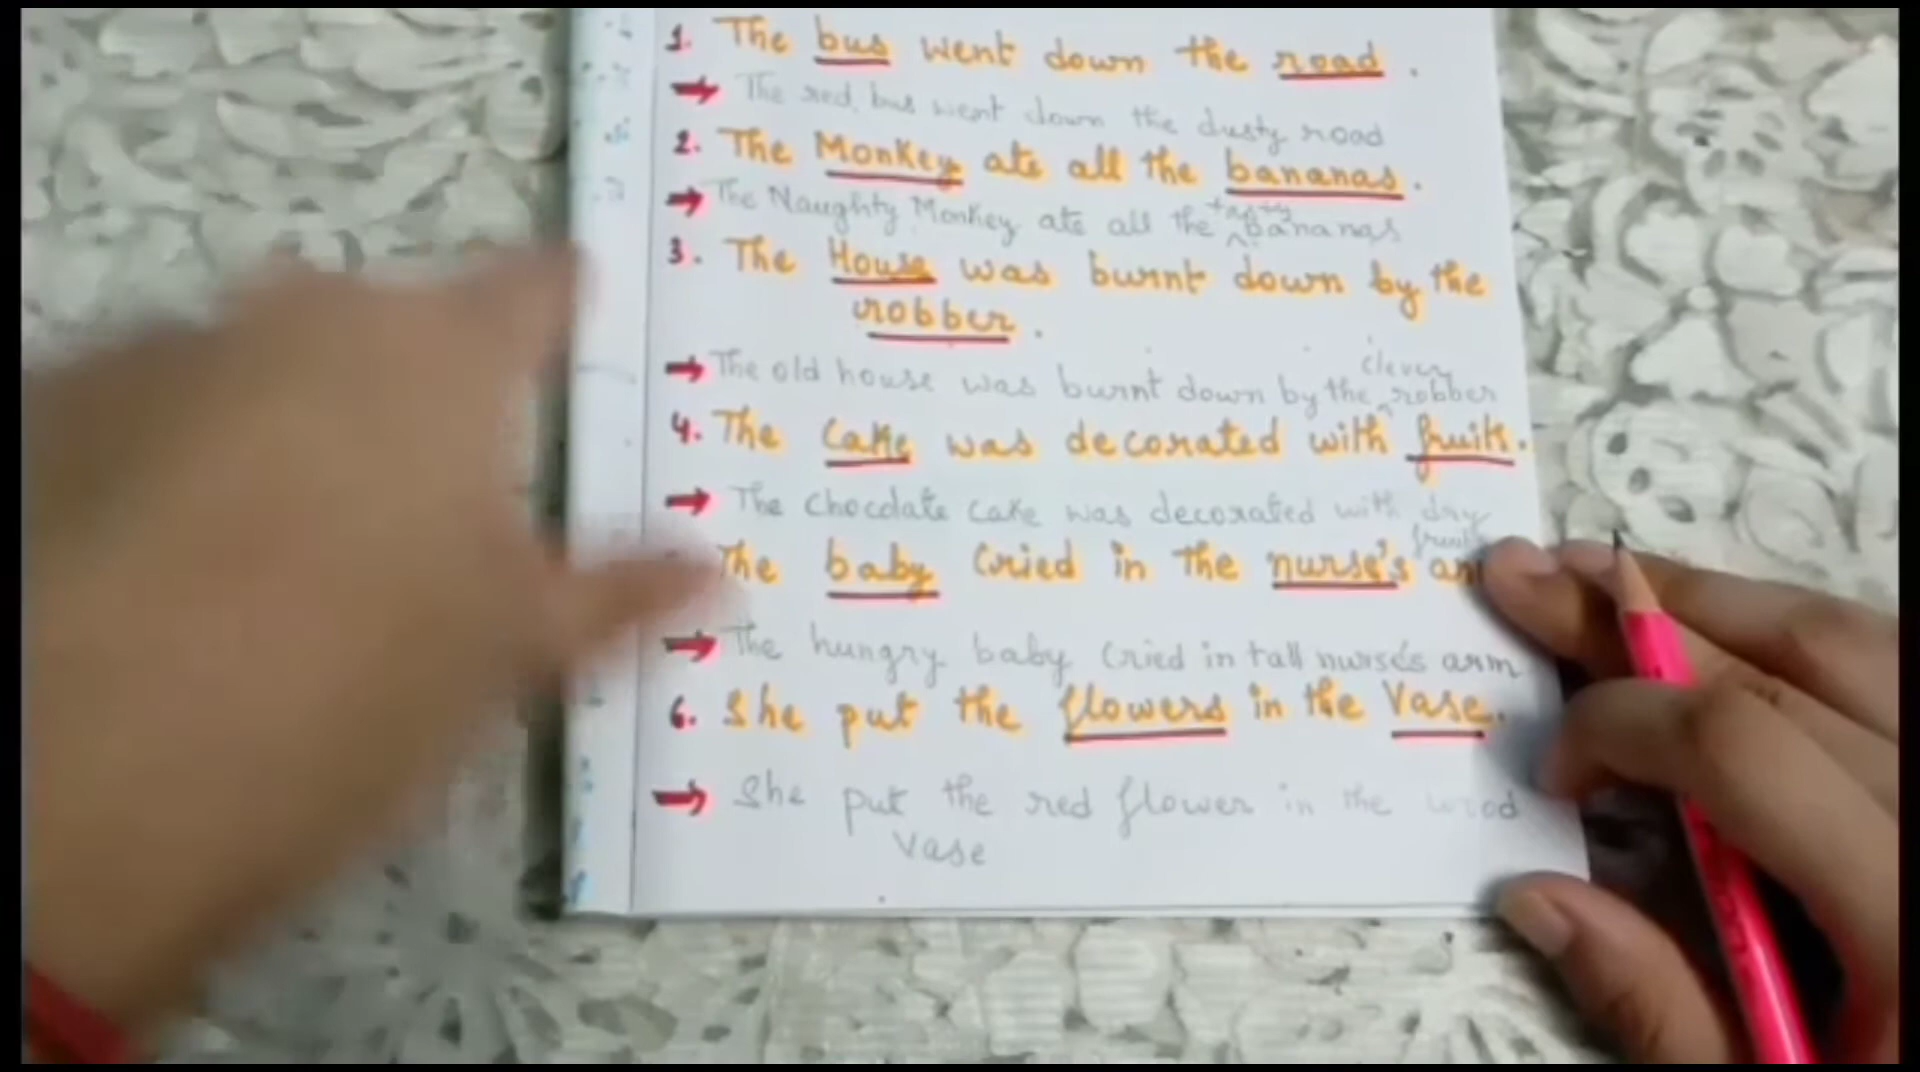 1. The bus went down the road.
→ The red bus went down the dusty road
2. The Monkey ate all the bananas.
→ The Naughty Monkey ate all the ^ Bananas
tasty
3. The House was burnt down by the
robber.
clever
→ The old house was burnt down by the ^ robber
4. The Cake was decorated with fruits.
→ The Chocdate cake was decorated with dry
fruits
The baby Cried in the nurse's
→ The hungry baby cried in tall nurse's arm
6. She put the flowers in the Vase.
→ She put the red flower in the wood
Vase